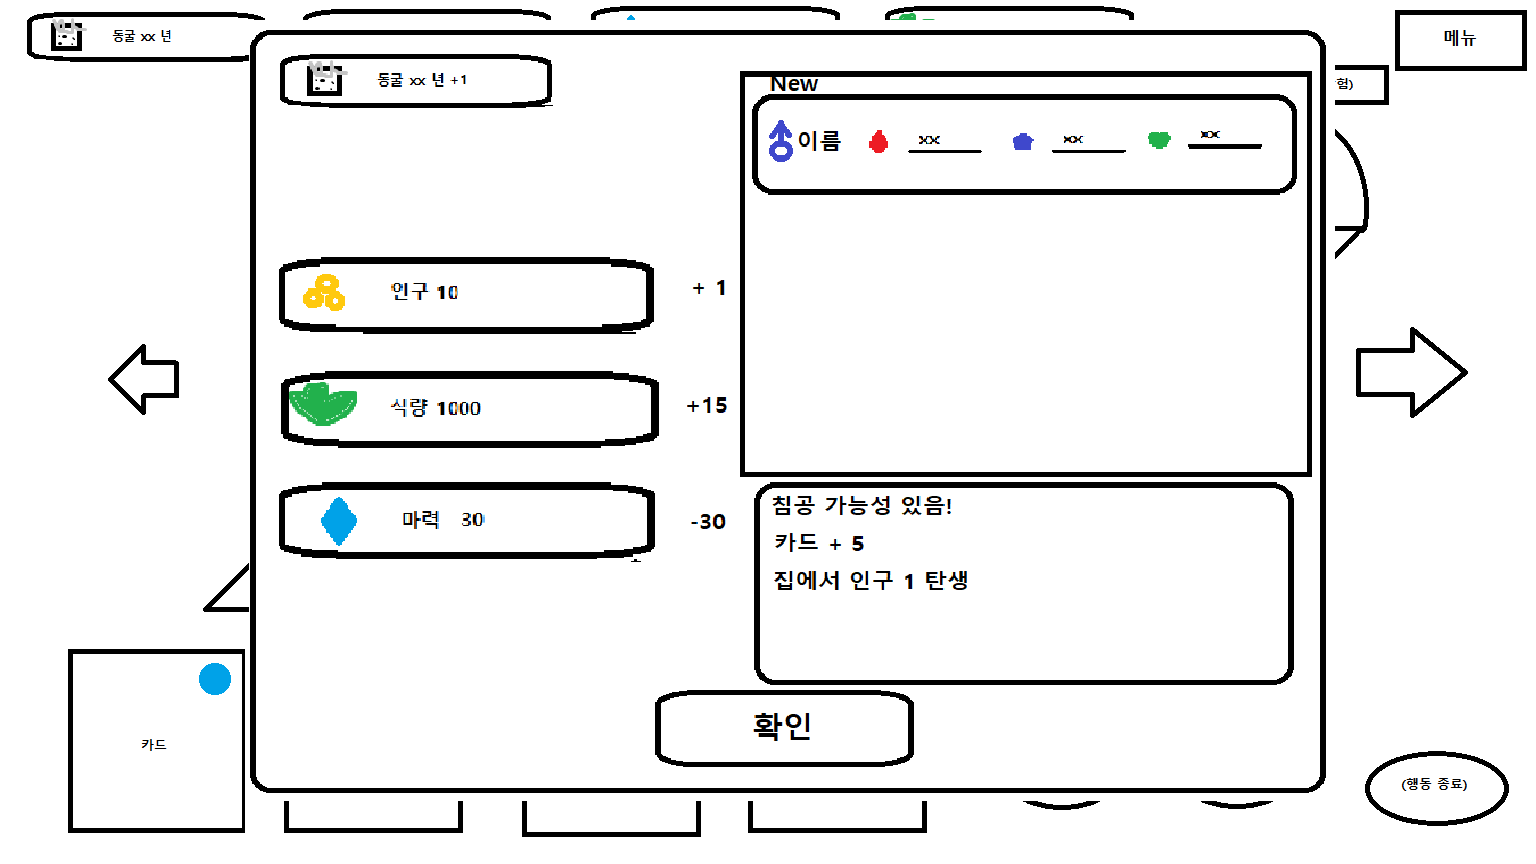 동굴 xx 년
메뉴
험)
동굴 xx 년 +1
New
이름 xx xx xx
인구 10 + 1
식량 1000 +15
마력 30 -30
침공 가능성 있음!
카드 + 5
집에서 인구 1 탄생
확인
카드
(행동 종료)